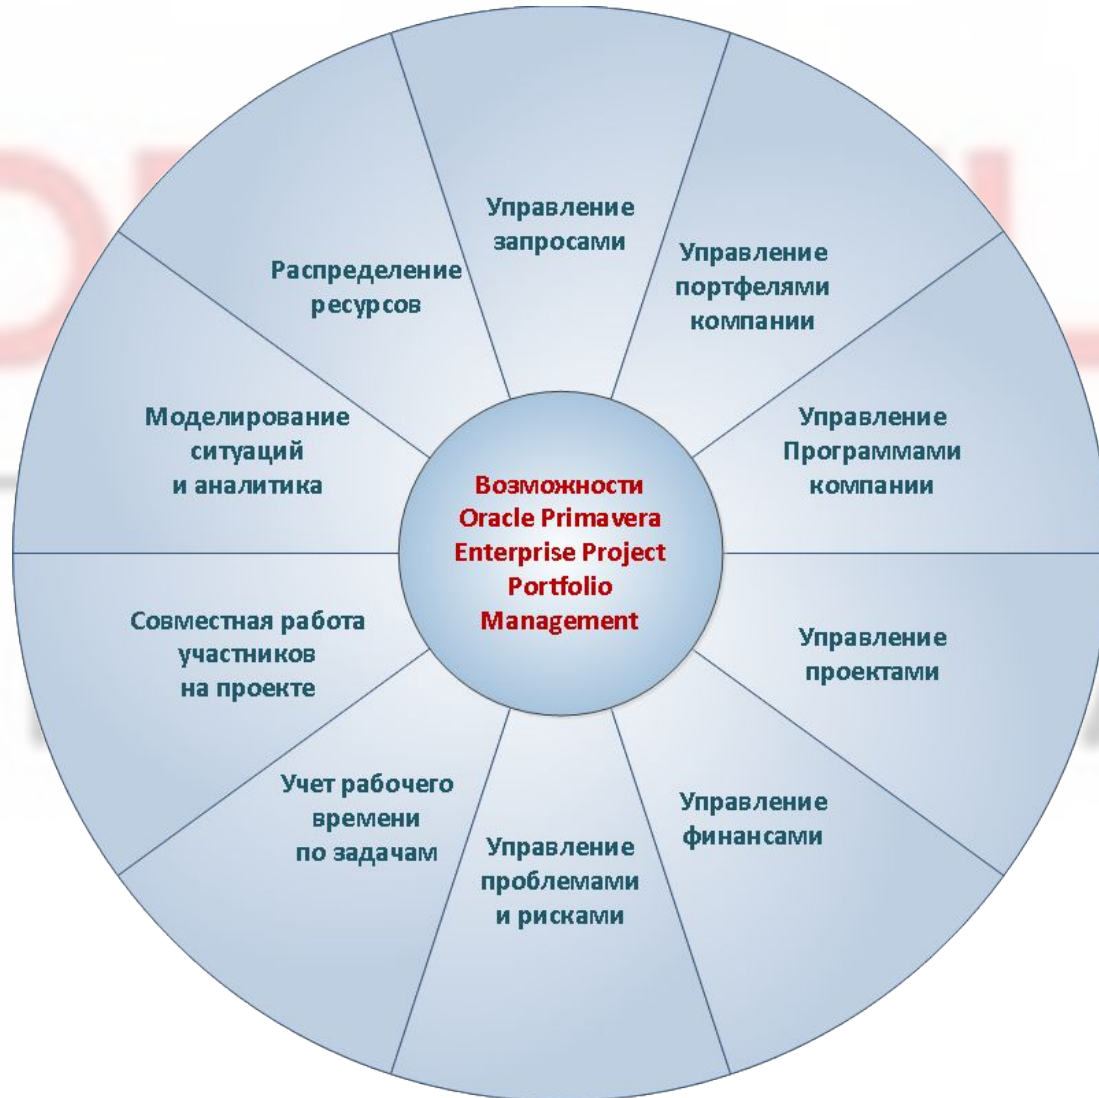 Управление
запросами
Управление
портфелями
компании
Управление
Программами
компании
Управление
проектами
Управление
финансами
Управление
проблемами
и рисками
Учет рабочего
времени
по задачам
Совместная работа
участников
на проекте
Моделирование
ситуаций
и аналитика
Распределение
ресурсов
Возможности
Oracle Primavera
Enterprise Project
Portfolio
Management